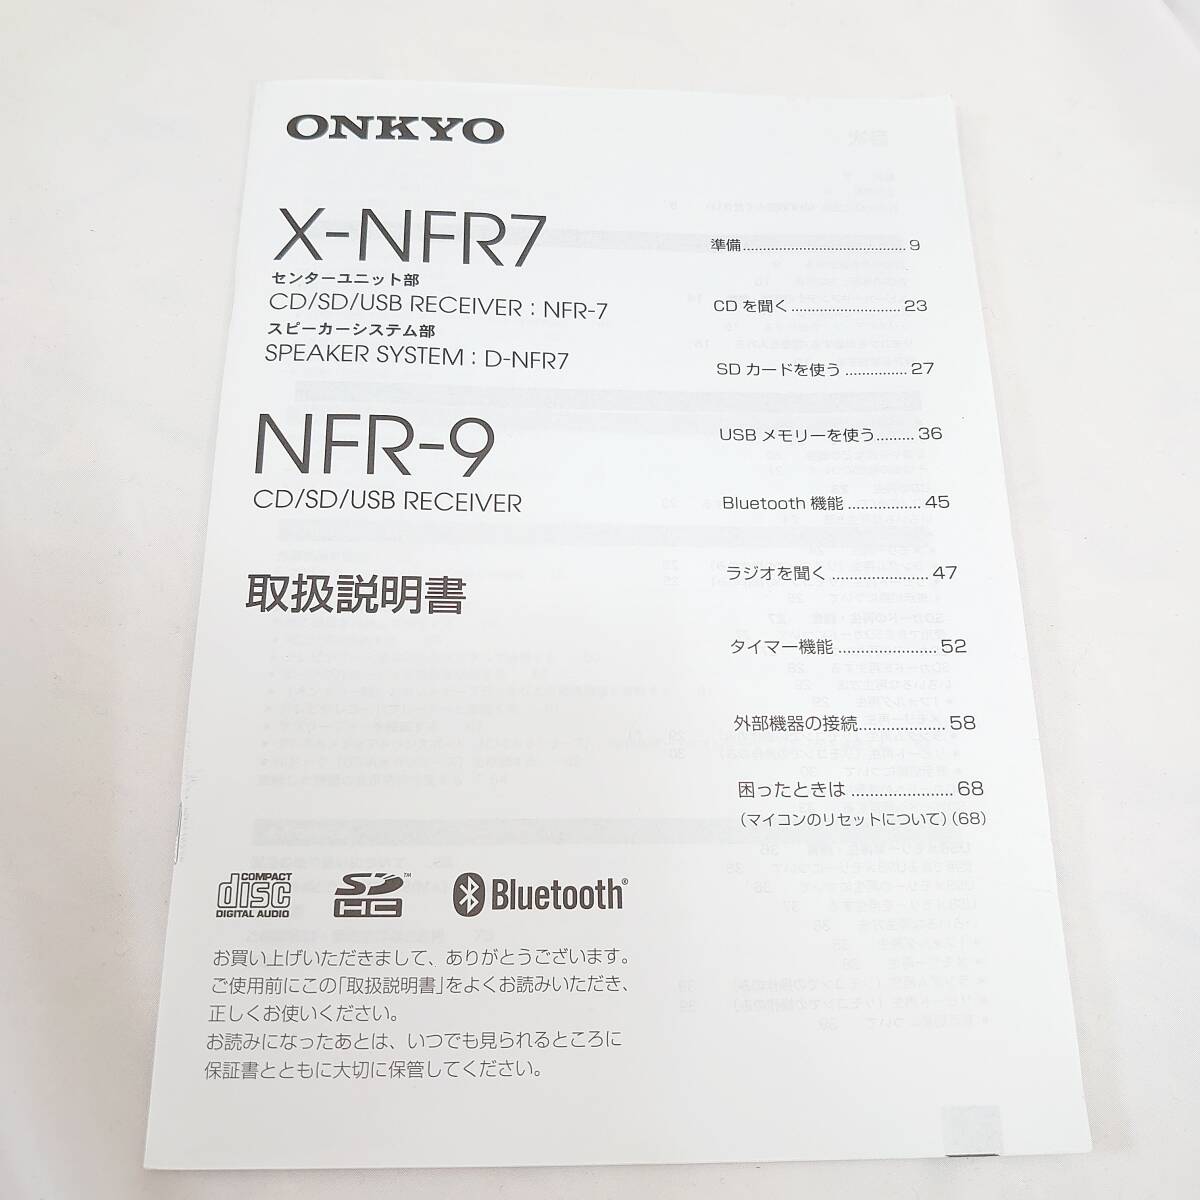 ONKYO
X-NFR7
センターユニット部
CD/SD/USB RECEIVER : NFR-7
スピーカーシステム部
SPEAKER SYSTEM : D-NFR7
NFR-9
CD/SD/USB RECEIVER
取扱説明書
準備........................................ 9
CD を聞く........................... 23
SD カードを使う ............... 27
USB メモリーを使う......... 36
Bluetooth 機能 ................. 45
ラジオを聞く ...................... 47
タイマー機能 ...................... 52
外部機器の接続................... 58
困ったときは ...................... 68
(マイコンのリセットについて) (68)
COMPACT
disc
DIGITAL AUDIO
SD™
HC
Bluetooth®
お買い上げいただきまして、ありがとうございます。
ご使用前にこの「取扱説明書」をよくお読みいただき、
正しくお使いください。
お読みになったあとは、いつでも見られるところに
保証書とともに大切に保管してください。